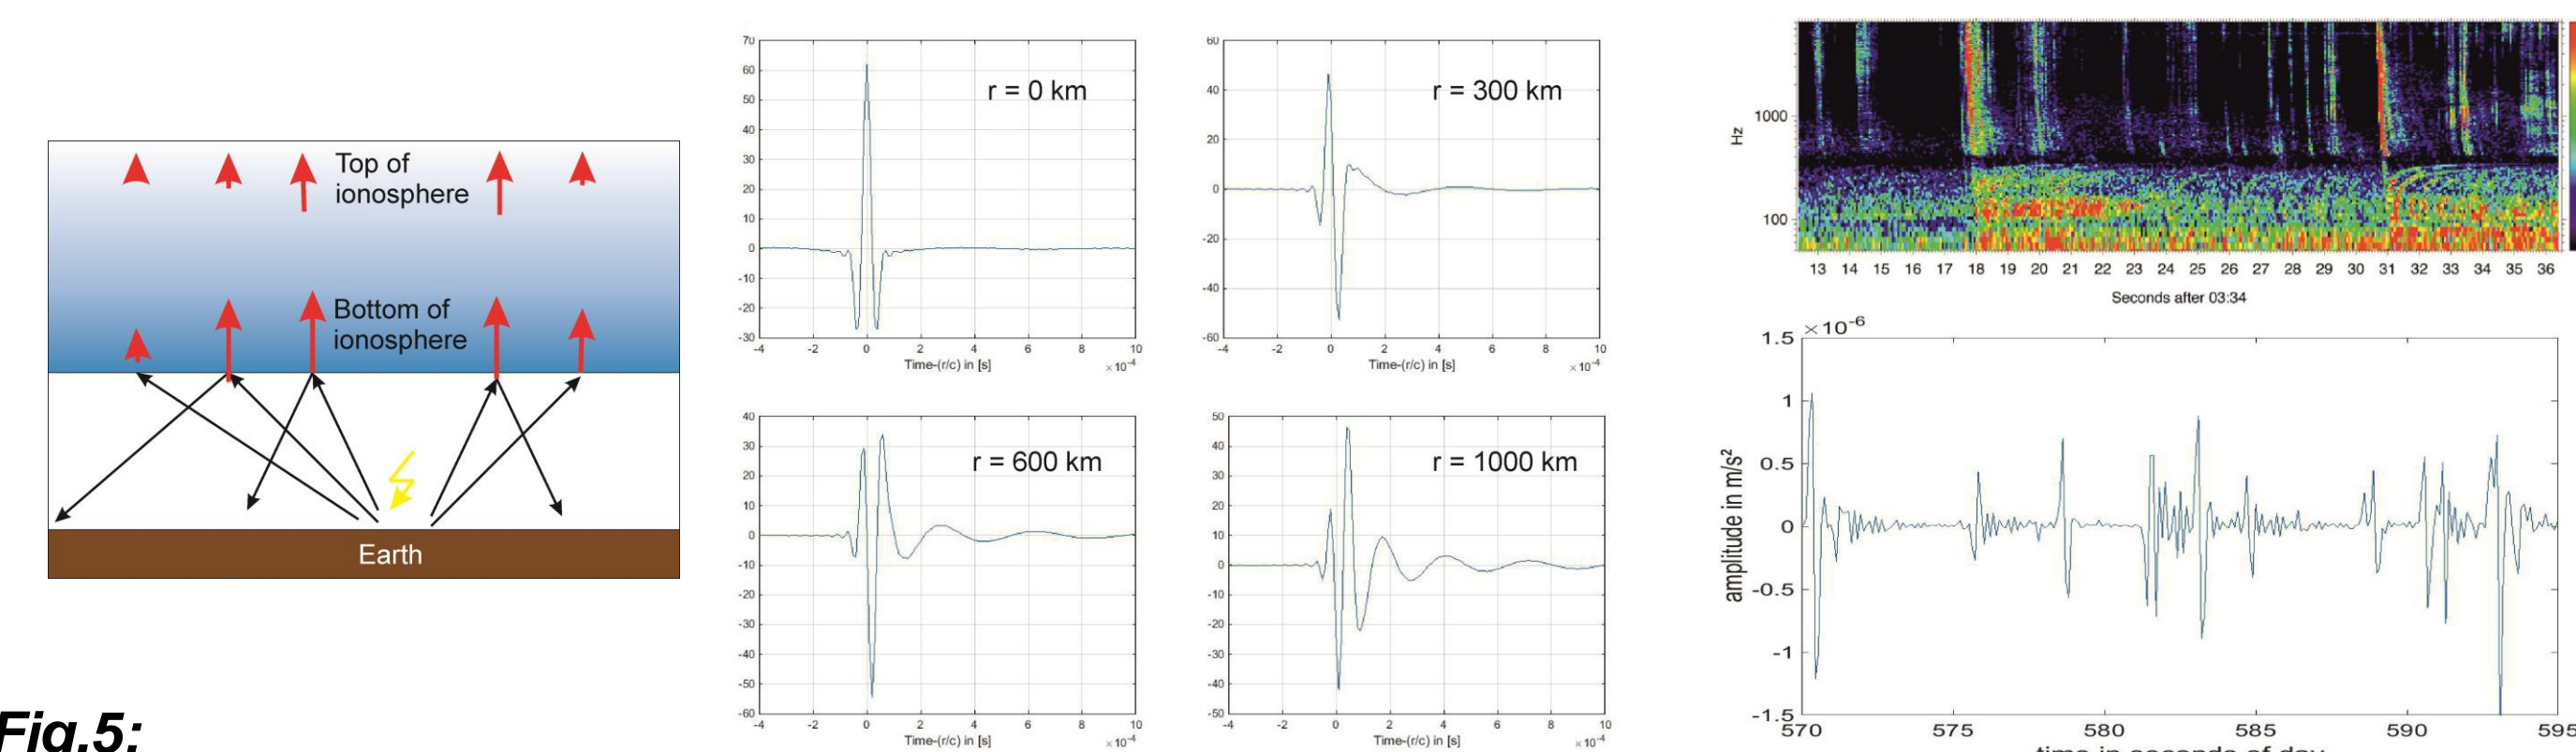 Top of
ionosphere
Bottom of
ionosphere
Earth
Fig.5:
70
60
50
40
30
20
10
0
-10
-20
-30
r = 0 km
-4 -2 0 2 4 6 8 10
Time-(r/c) in [s]
×10⁻⁴
60
40
20
0
-20
-40
-60
r = 300 km
-4 -2 0 2 4 6 8 10
Time-(r/c) in [s]
×10⁻⁴
40
30
20
10
0
-10
-20
-30
-40
-50
-60
r = 600 km
-4 -2 0 2 4 6 8 10
Time-(r/c) in [s]
×10⁻⁴
50
40
30
20
10
0
-10
-20
-30
-40
-50
r = 1000 km
-4 -2 0 2 4 6 8 10
Time-(r/c) in [s]
×10⁻⁴
Hz
1000
100
13 14 15 16 17 18 19 20 21 22 23 24 25 26 27 28 29 30 31 32 33 34 35 36
Seconds after 03:34
×10⁻⁶
1.5
1
0.5
0
-0.5
-1
-1.5
amplitude in m/s²
570 575 580 585 590 595
time in seconds of day